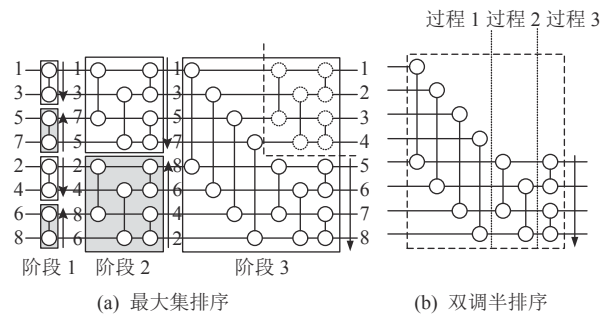 过程 1 过程 2 过程 3
1 1 1 1
3 3 3 2
5 7 5 3
7 5 7 4
2 2 8 5
4 4 6 6
6 8 4 7
8 6 2 8
阶段 1 阶段 2 阶段 3
(a) 最大集排序 (b) 双调半排序